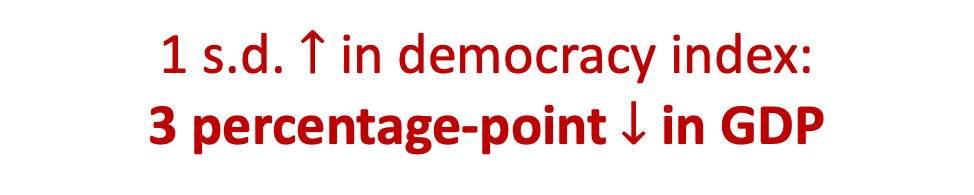 1 s.d. ↑ in democracy index:
3 percentage-point ↓ in GDP